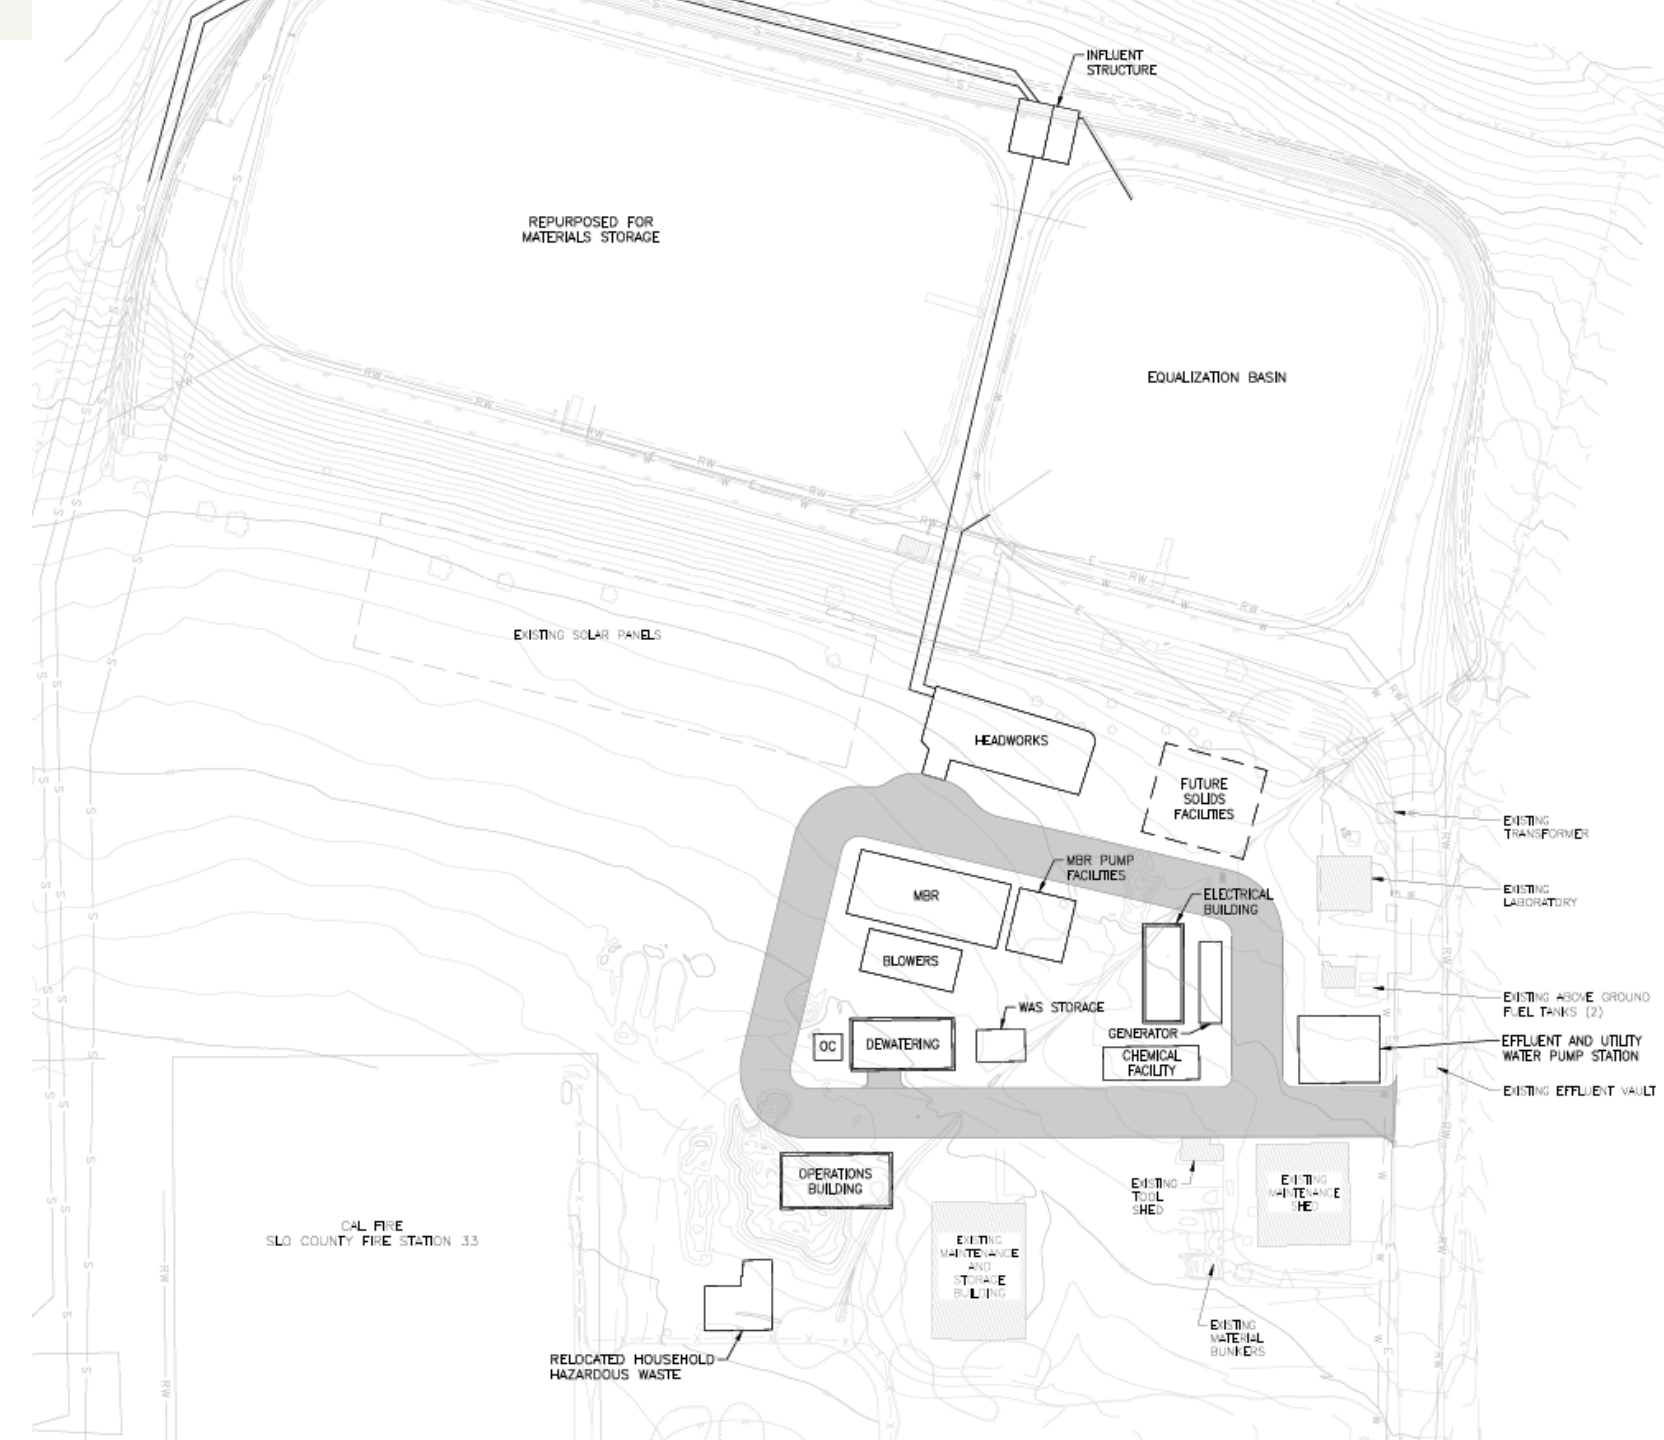 INFLUENT
STRUCTURE
REPURPOSED FOR
MATERIALS STORAGE
EQUALIZATION BASIN
EXISTING SOLAR PANELS
HEADWORKS
FUTURE
SOLIDS
FACILITIES
EXISTING
TRANSFORMER
MBR PUMP
FACILITIES
MBR
ELECTRICAL
BUILDING
EXISTING
LABORATORY
BLOWERS
WAS STORAGE
EXISTING ABOVE GROUND
FUEL TANKS (2)
OC
DEWATERING
GENERATOR
CHEMICAL
FACILITY
EFFLUENT AND UTILITY
WATER PUMP STATION
EXISTING EFFLUENT VAULT
OPERATIONS
BUILDING
EXISTING
TOOL
SHED
EXISTING
MAINTENANCE
SHED
CAL FIRE
SLO COUNTY FIRE STATION 33
EXISTING
MAINTENANCE
AND
STORAGE
BUILDING
EXISTING
MATERIAL
BUNKERS
RELOCATED HOUSEHOLD
HAZARDOUS WASTE